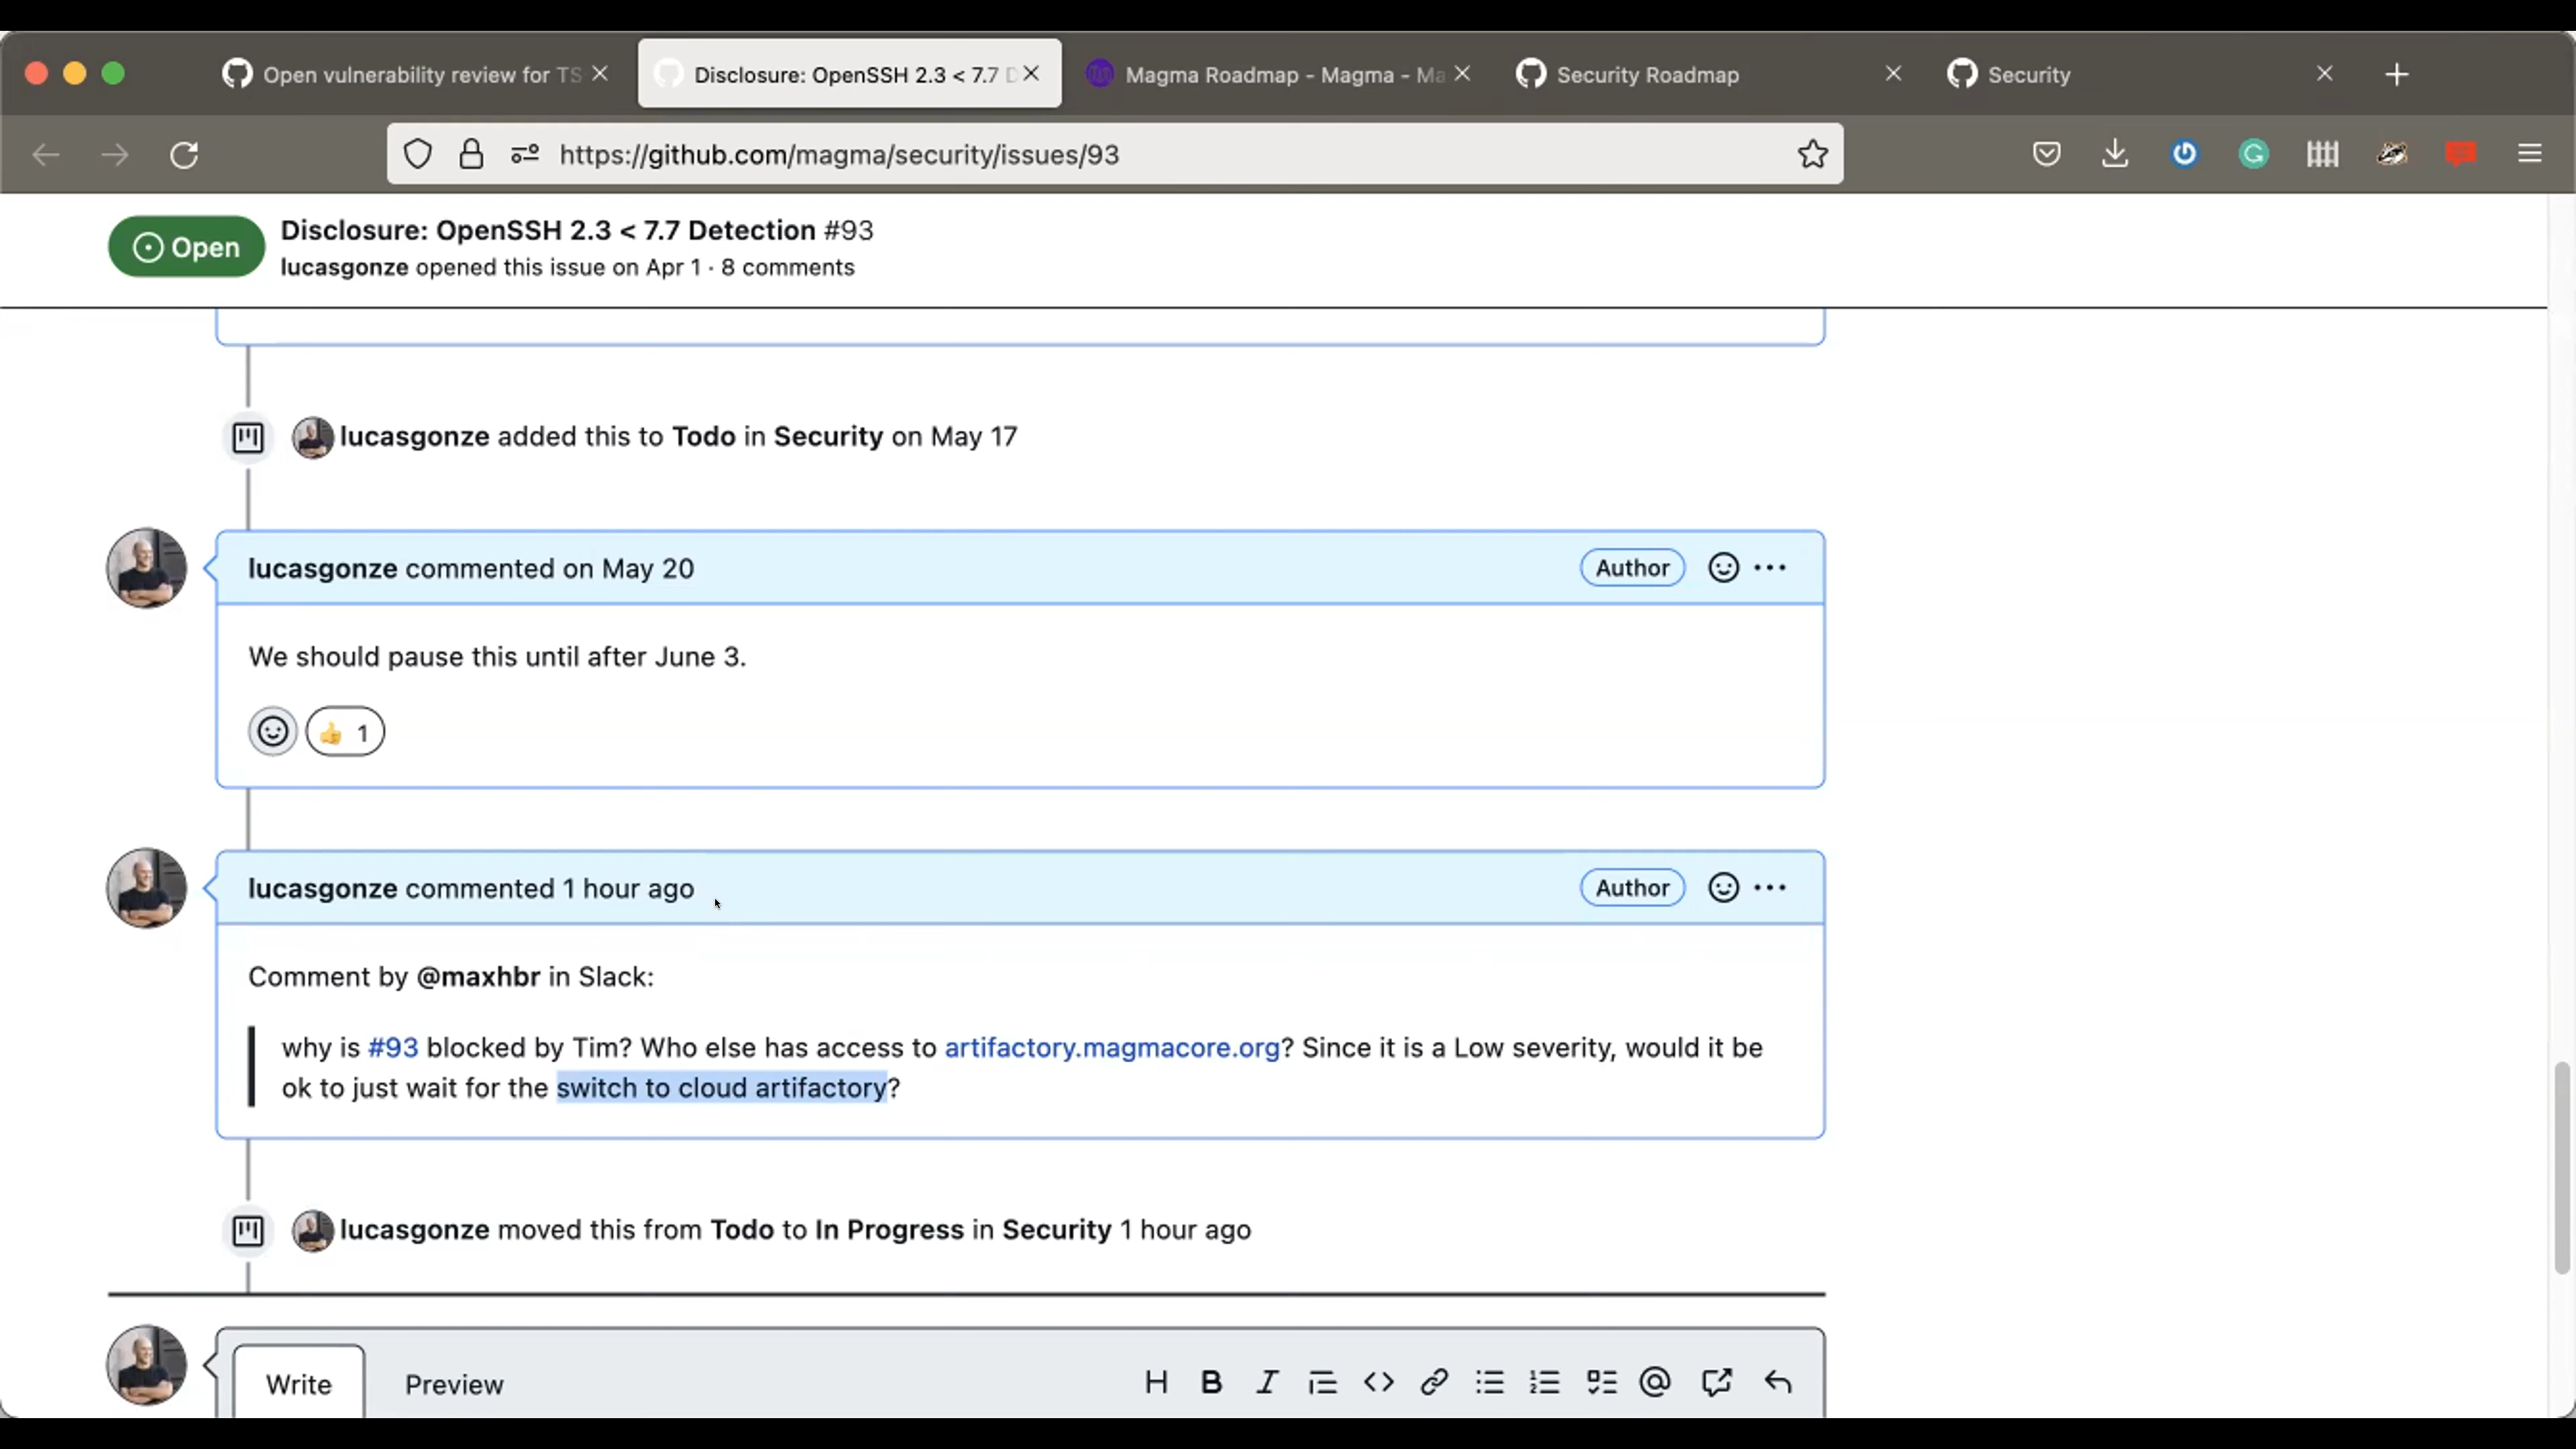 Open vulnerability review for TS
Disclosure: OpenSSH 2.3 < 7.7 D
Magma Roadmap - Magma - Ma
Security Roadmap
Security
https://github.com/magma/security/issues/93
Open
Disclosure: OpenSSH 2.3 < 7.7 Detection #93
lucasgonze opened this issue on Apr 1 · 8 comments
lucasgonze added this to Todo in Security on May 17
lucasgonze commented on May 20
Author
We should pause this until after June 3.
👍 1
lucasgonze commented 1 hour ago
Author
Comment by @maxhbr in Slack:
why is #93 blocked by Tim? Who else has access to artifactory.magmacore.org? Since it is a Low severity, would it be
ok to just wait for the switch to cloud artifactory?
lucasgonze moved this from Todo to In Progress in Security 1 hour ago
Write
Preview
H B I